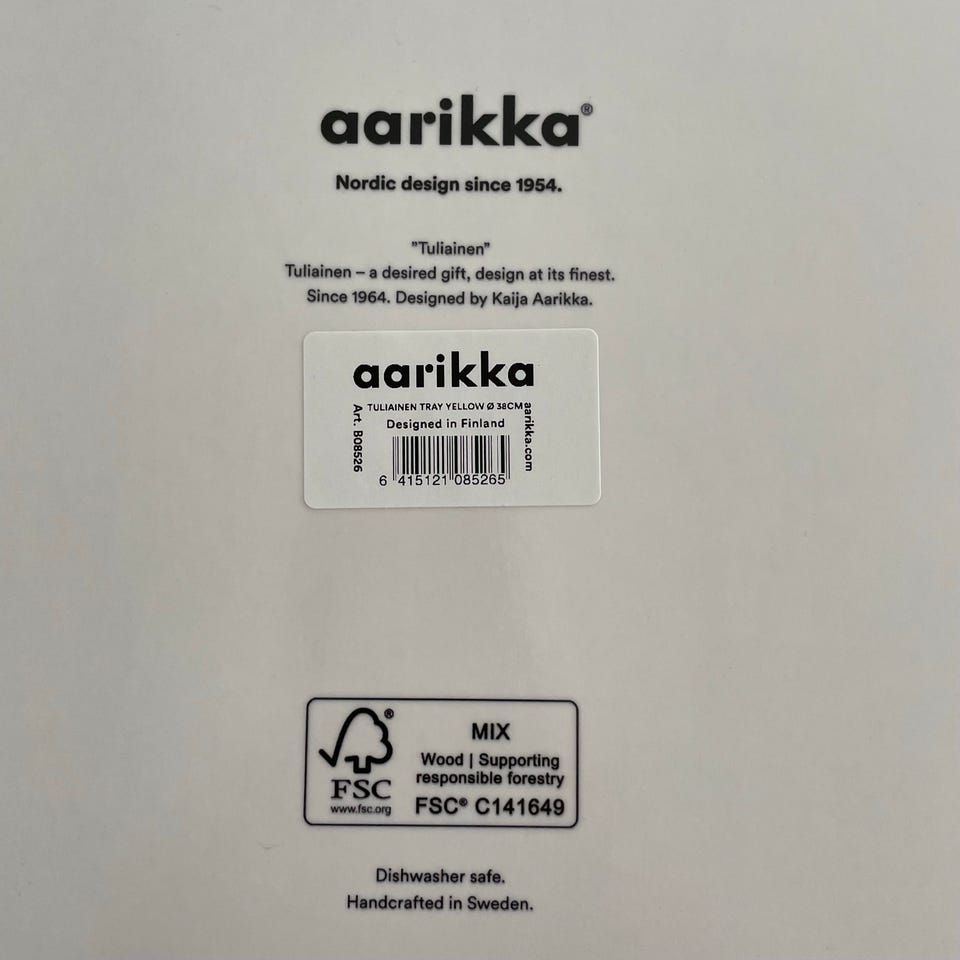 aarikka®
Nordic design since 1954.
”Tuliainen”
Tuliainen – a desired gift, design at its finest.
Since 1964. Designed by Kaija Aarikka.
aarikka
TULIAINEN TRAY YELLOW Ø 38CM
Designed in Finland
Art. B08526
aarikka.com
6 415121 085265
FSC®
www.fsc.org
MIX
Wood | Supporting
responsible forestry
FSC® C141649
Dishwasher safe.
Handcrafted in Sweden.